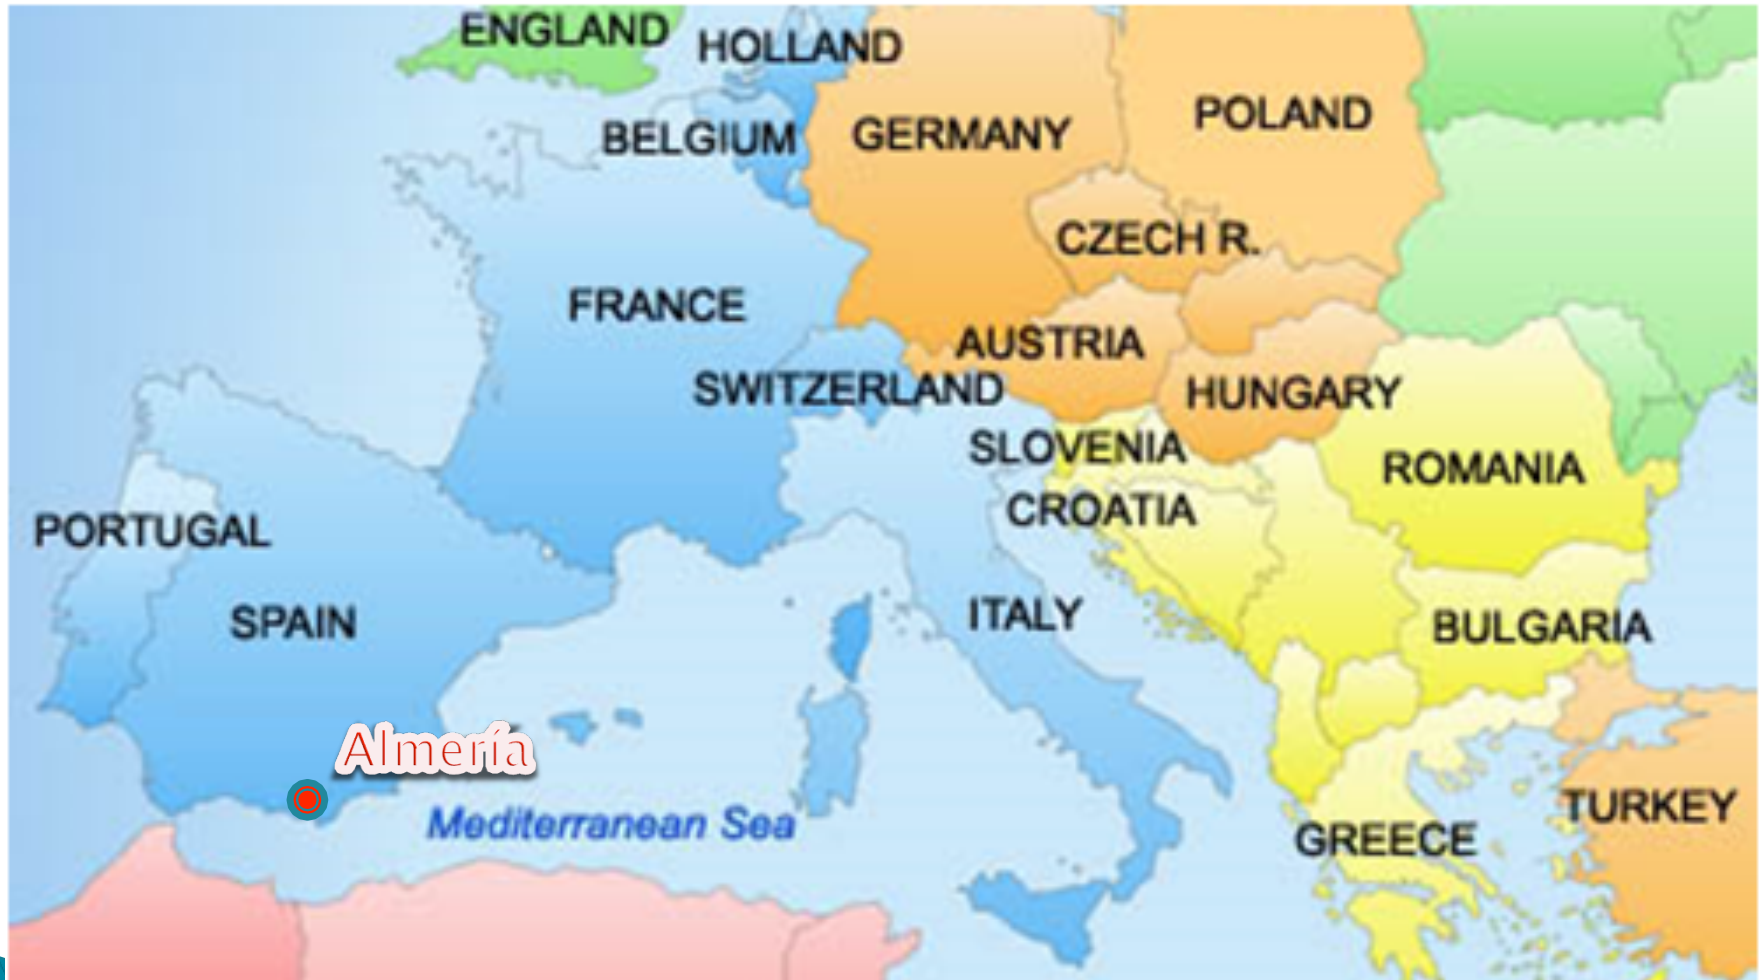 ENGLAND
HOLLAND
BELGIUM
GERMANY
POLAND
CZECH R.
FRANCE
AUSTRIA
SWITZERLAND
HUNGARY
SLOVENIA
ROMANIA
CROATIA
PORTUGAL
SPAIN
ITALY
BULGARIA
Almería
Mediterranean Sea
TURKEY
GREECE